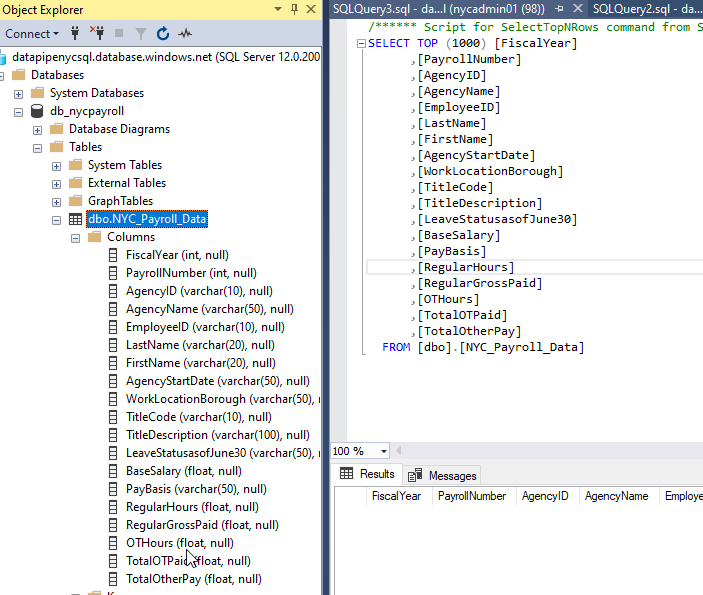 Object Explorer
Connect
datapipenycsql.database.windows.net (SQL Server 12.0.200
Databases
System Databases
db_nycpayroll
Database Diagrams
Tables
System Tables
External Tables
GraphTables
dbo.NYC_Payroll_Data
Columns
FiscalYear (int, null)
PayrollNumber (int, null)
AgencyID (varchar(10), null)
AgencyName (varchar(50), null)
EmployeeID (varchar(10), null)
LastName (varchar(20), null)
FirstName (varchar(20), null)
AgencyStartDate (varchar(50), null)
WorkLocationBorough (varchar(50), n
TitleCode (varchar(10), null)
TitleDescription (varchar(100), null)
LeaveStatusasofJune30 (varchar(50),
BaseSalary (float, null)
PayBasis (varchar(50), null)
RegularHours (float, null)
RegularGrossPaid (float, null)
OTHours (float, null)
TotalOTPaid (float, null)
TotalOtherPay (float, null)
SQLQuery3.sql - da...l (nycadmin01 (98))
SQLQuery2.sql - da...
/****** Script for SelectTopNRows command from S
SELECT TOP (1000) [FiscalYear]
,[PayrollNumber]
,[AgencyID]
,[AgencyName]
,[EmployeeID]
,[LastName]
,[FirstName]
,[AgencyStartDate]
,[WorkLocationBorough]
,[TitleCode]
,[TitleDescription]
,[LeaveStatusasofJune30]
,[BaseSalary]
,[PayBasis]
,[RegularHours]
,[RegularGrossPaid]
,[OTHours]
,[TotalOTPaid]
,[TotalOtherPay]
FROM [dbo].[NYC_Payroll_Data]
100 %
Results
Messages
FiscalYear PayrollNumber AgencyID AgencyName Employe